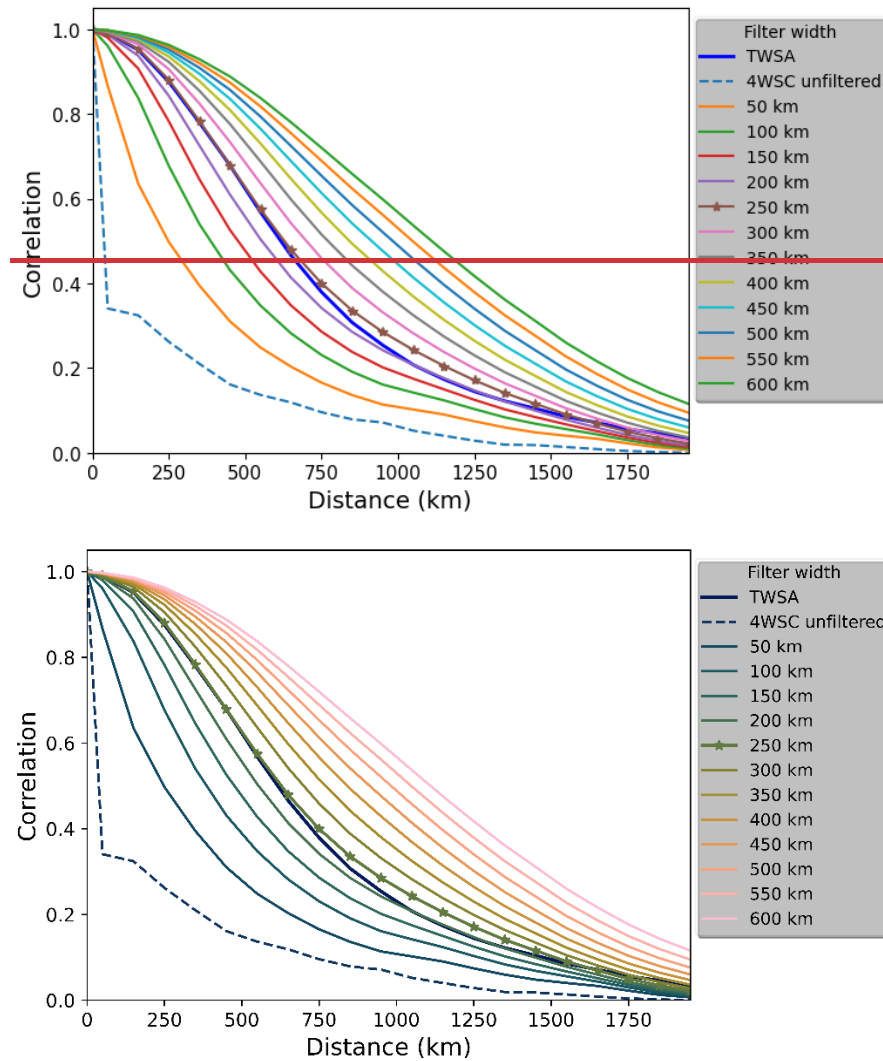 Filter width
TWSA
4WSC unfiltered
50 km
100 km
150 km
200 km
250 km
300 km
350 km
400 km
450 km
500 km
550 km
600 km
1.0
0.8
0.6
0.4
0.2
0.0
Correlation
0 250 500 750 1000 1250 1500 1750
Distance (km)
Filter width
TWSA
4WSC unfiltered
50 km
100 km
150 km
200 km
250 km
300 km
350 km
400 km
450 km
500 km
550 km
600 km
1.0
0.8
0.6
0.4
0.2
0.0
Correlation
0 250 500 750 1000 1250 1500 1750
Distance (km)